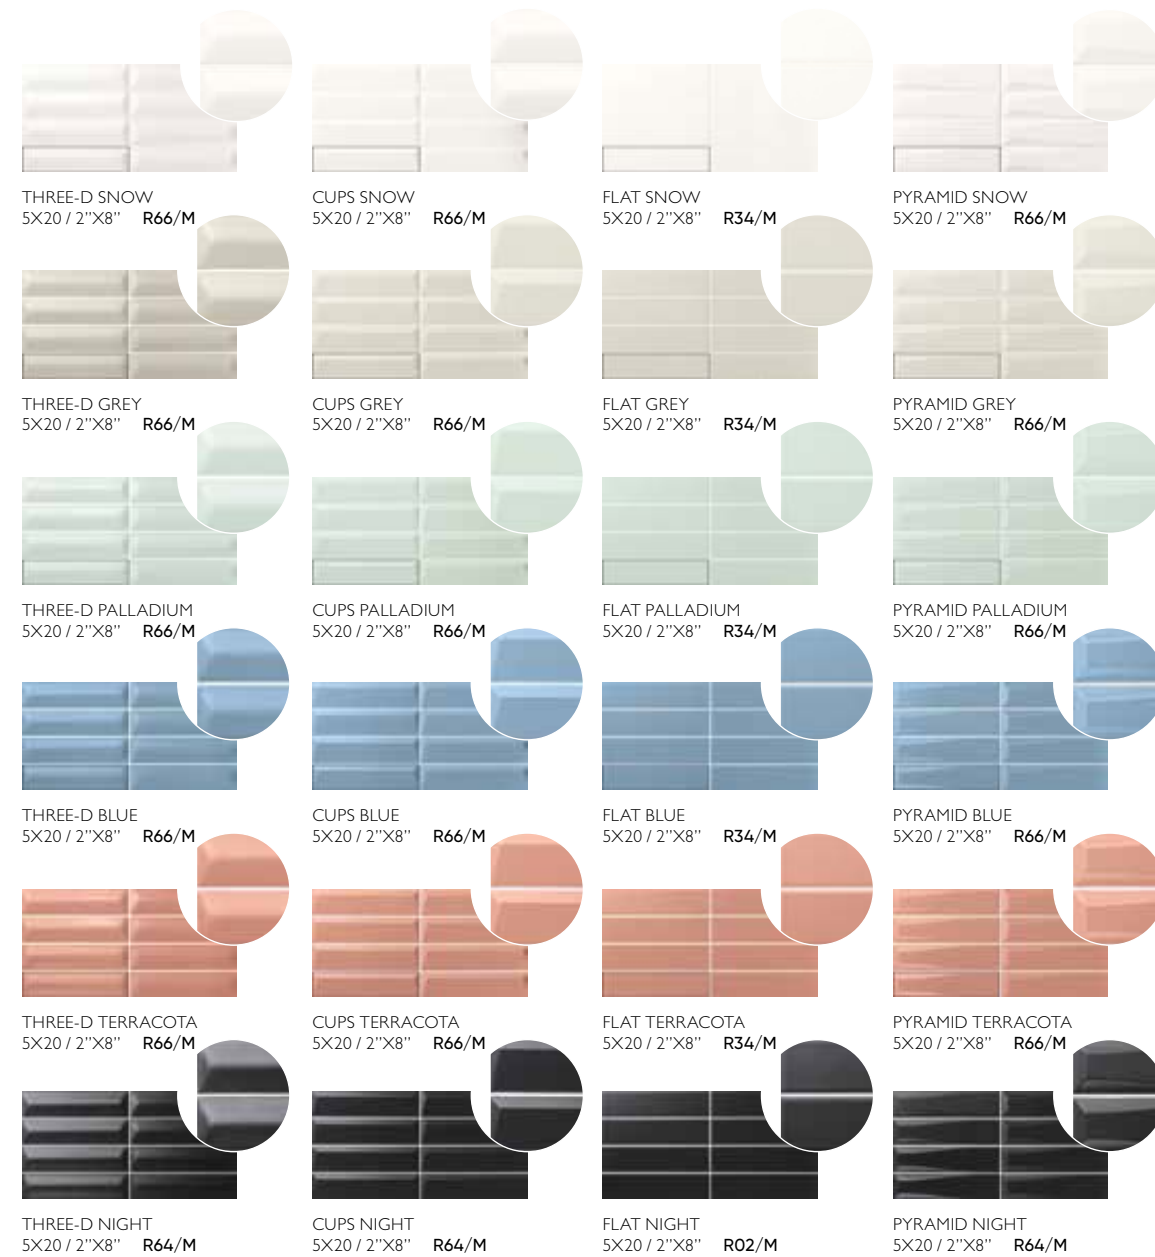 THREE-D SNOW
5X20 / 2”X8” R66/M
CUPS SNOW
5X20 / 2”X8” R66/M
FLAT SNOW
5X20 / 2”X8” R34/M
PYRAMID SNOW
5X20 / 2”X8” R66/M
THREE-D GREY
5X20 / 2”X8” R66/M
CUPS GREY
5X20 / 2”X8” R66/M
FLAT GREY
5X20 / 2”X8” R34/M
PYRAMID GREY
5X20 / 2”X8” R66/M
THREE-D PALLADIUM
5X20 / 2”X8” R66/M
CUPS PALLADIUM
5X20 / 2”X8” R66/M
FLAT PALLADIUM
5X20 / 2”X8” R34/M
PYRAMID PALLADIUM
5X20 / 2”X8” R66/M
THREE-D BLUE
5X20 / 2”X8” R66/M
CUPS BLUE
5X20 / 2”X8” R66/M
FLAT BLUE
5X20 / 2”X8” R34/M
PYRAMID BLUE
5X20 / 2”X8” R66/M
THREE-D TERRACOTA
5X20 / 2”X8” R66/M
CUPS TERRACOTA
5X20 / 2”X8” R66/M
FLAT TERRACOTA
5X20 / 2”X8” R34/M
PYRAMID TERRACOTA
5X20 / 2”X8” R66/M
THREE-D NIGHT
5X20 / 2”X8” R64/M
CUPS NIGHT
5X20 / 2”X8” R64/M
FLAT NIGHT
5X20 / 2”X8” R02/M
PYRAMID NIGHT
5X20 / 2”X8” R64/M